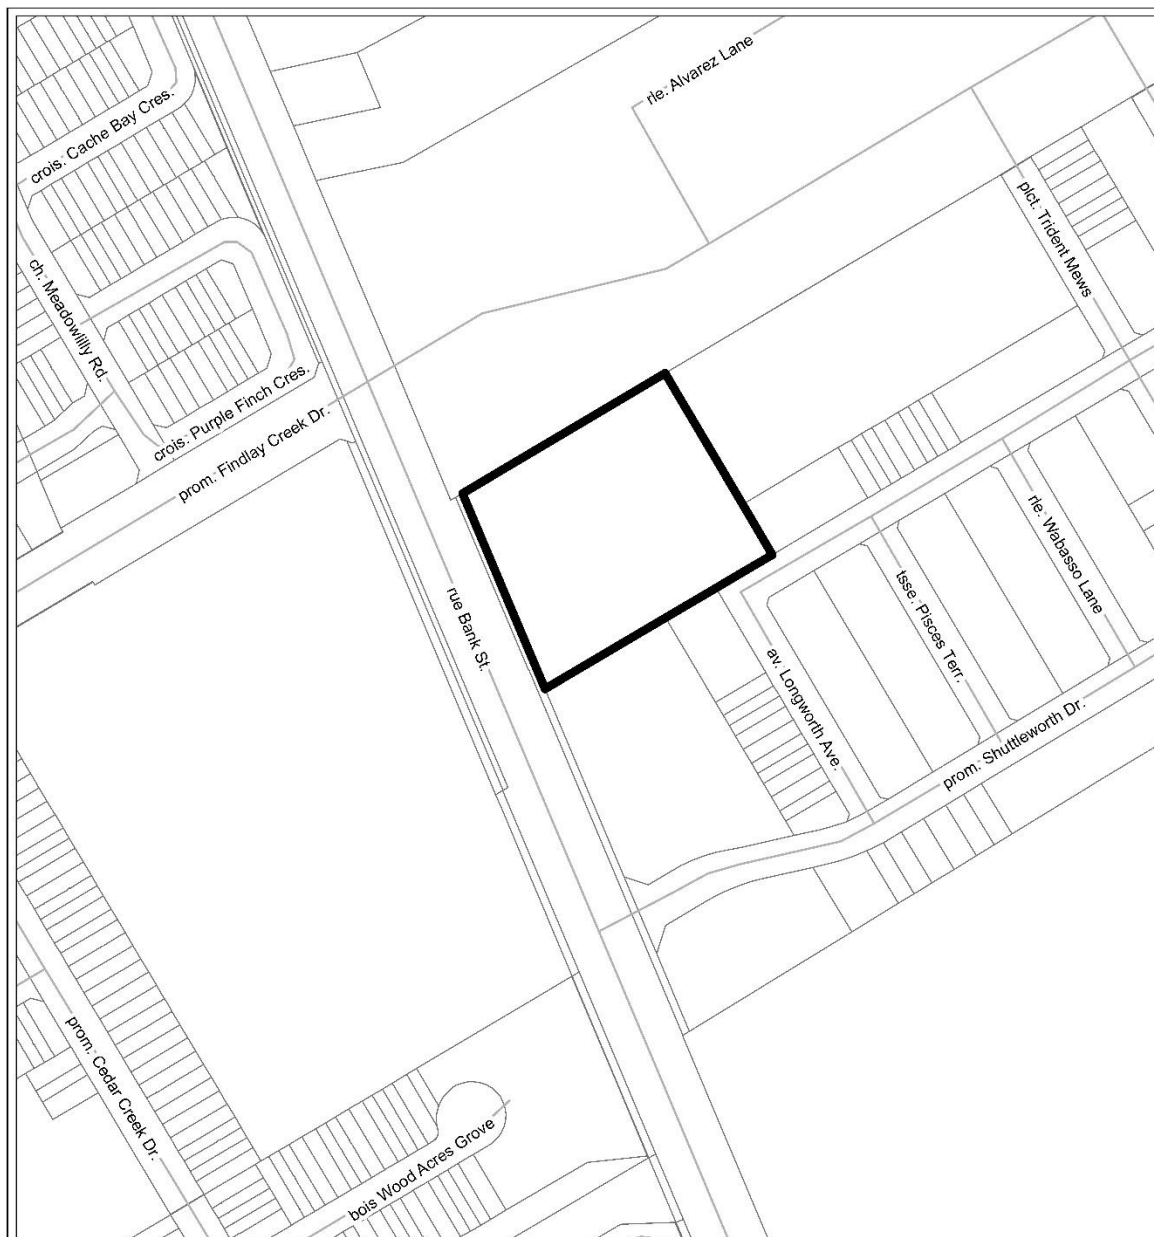 rle. Alvarez Lane
crois. Cache Bay Cres.
plct. Trident Mews
ch. Meadowlily Rd.
crois. Purple Finch Cres.
prom. Findlay Creek Dr.
rle. Wabasso Lane
tsse. Pisces Terr.
rue Bank St.
av. Longworth Ave.
prom. Shuttleworth Dr.
prom. Cedar Creek Dr.
bois Wood Acres Grove